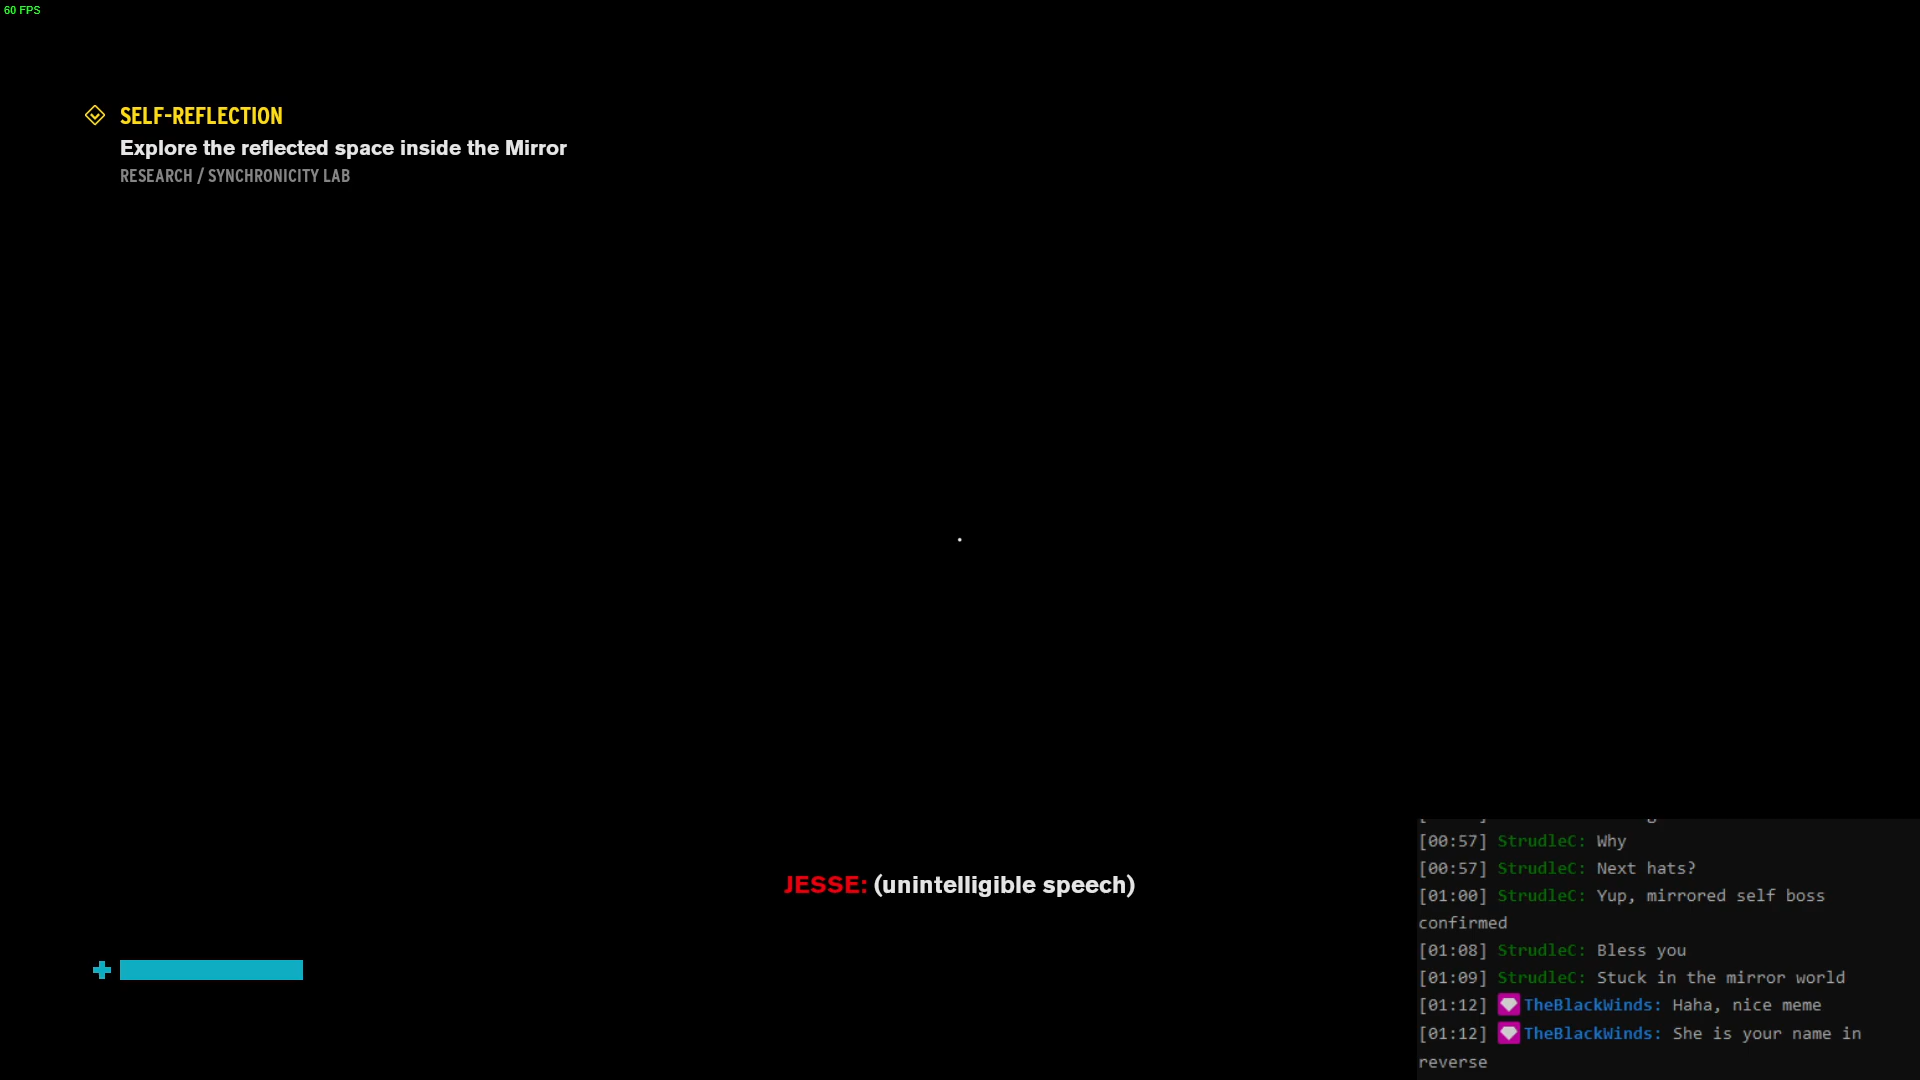 60 FPS
SELF-REFLECTION
Explore the reflected space inside the Mirror
RESEARCH / SYNCHRONICITY LAB
JESSE: (unintelligible speech)
[00:57] StrudleC: Why
[00:57] StrudleC: Next hats?
[01:00] StrudleC: Yup, mirrored self boss
confirmed
[01:08] StrudleC: Bless you
[01:09] StrudleC: Stuck in the mirror world
[01:12] TheBlackWinds: Haha, nice meme
[01:12] TheBlackWinds: She is your name in
reverse